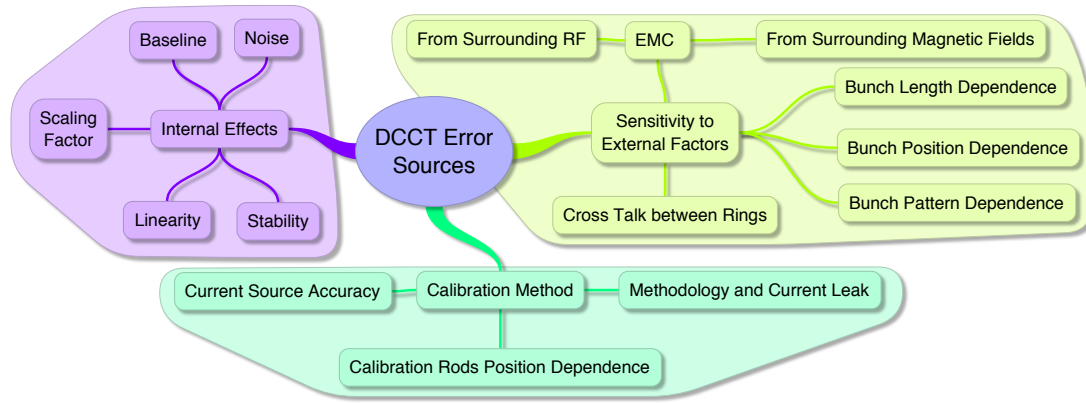 Baseline
Noise
Scaling
Factor
Internal Effects
Linearity
Stability
DCCT Error
Sources
From Surrounding RF
EMC
From Surrounding Magnetic Fields
Sensitivity to
External Factors
Bunch Length Dependence
Bunch Position Dependence
Bunch Pattern Dependence
Cross Talk between Rings
Current Source Accuracy
Calibration Method
Methodology and Current Leak
Calibration Rods Position Dependence